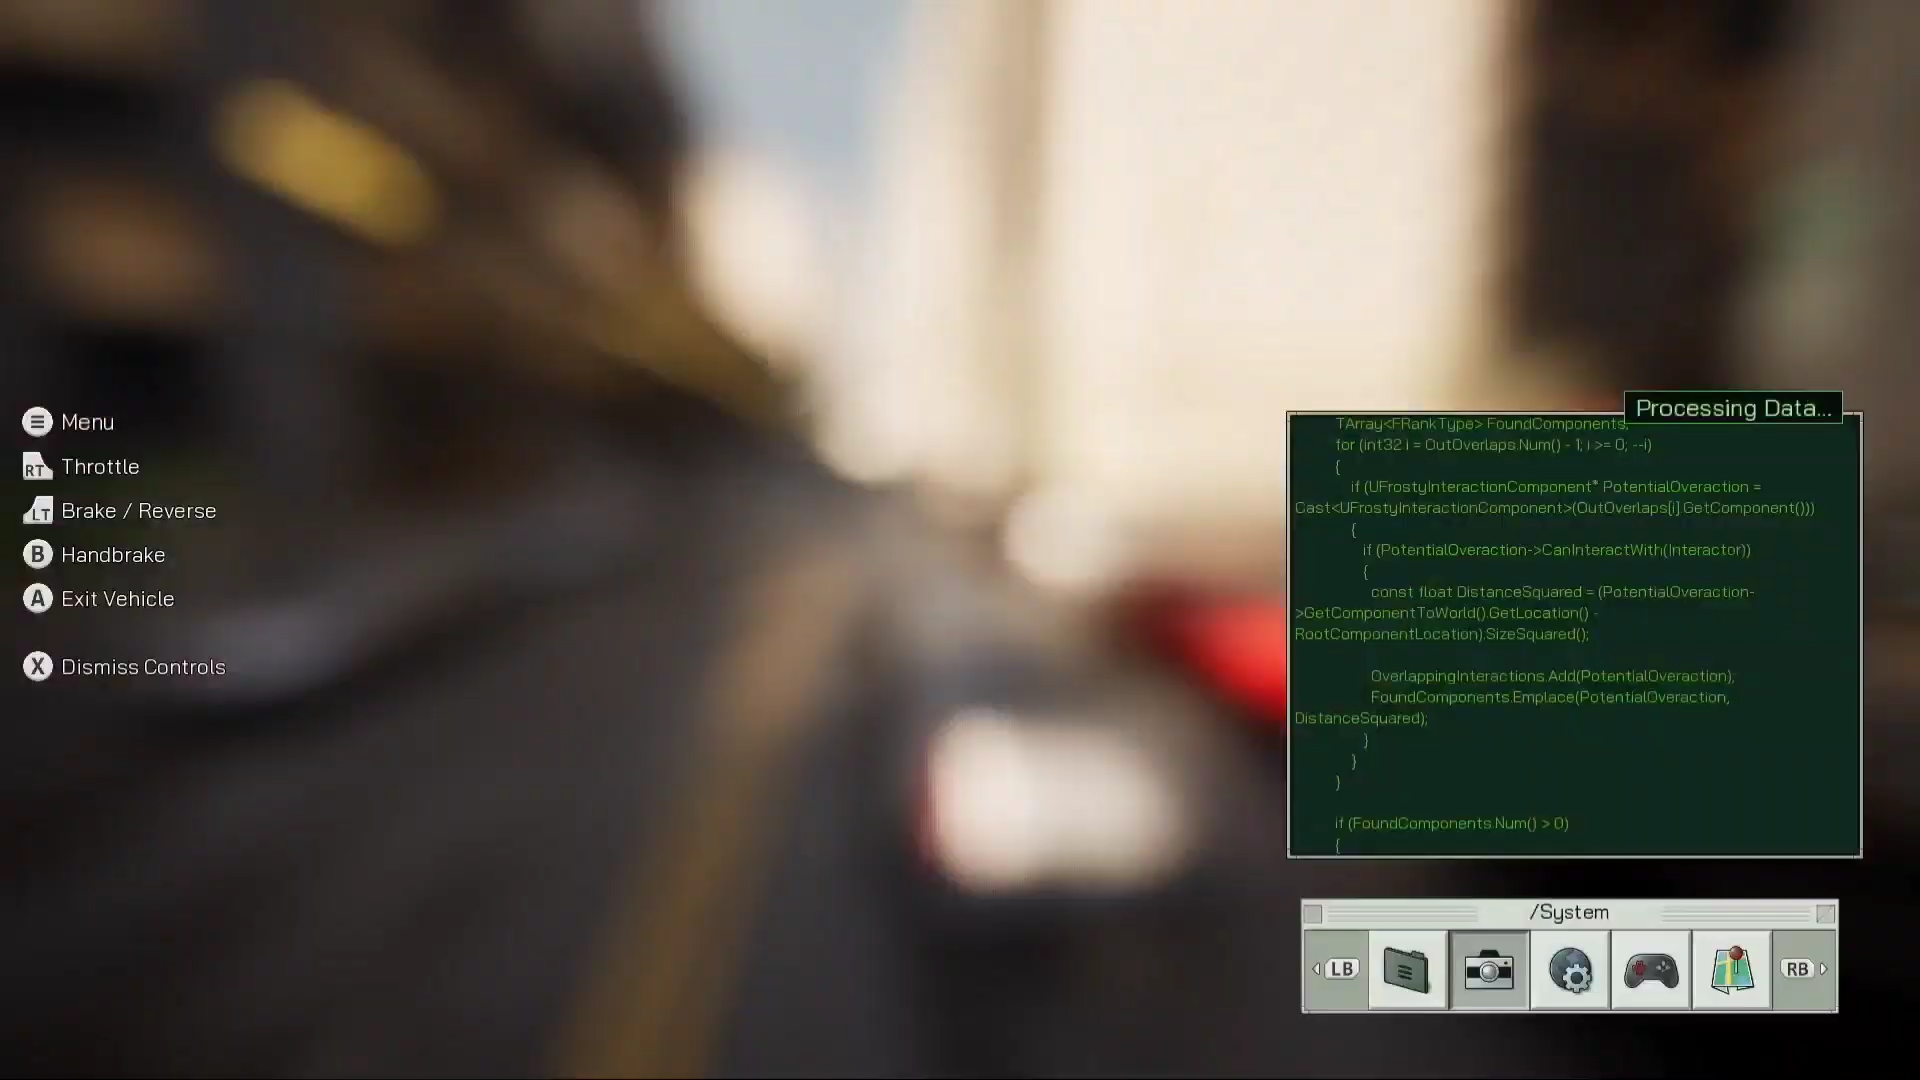 Menu
RT Throttle
LT Brake / Reverse
B Handbrake
A Exit Vehicle
X Dismiss Controls
Processing Data...
TArray<FRankType> FoundComponents;
for (int32 i = OutOverlaps.Num() - 1; i >= 0; --i)
{
if (UFrostyInteractionComponent* PotentialOveraction =
Cast<UFrostyInteractionComponent>(OutOverlaps[i].GetComponent()))
{
if (PotentialOveraction->CanInteractWith(Interactor))
{
const float DistanceSquared = (PotentialOveraction-
>GetComponentToWorld().GetLocation() -
RootComponentLocation).SizeSquared();
OverlappingInteractions.Add(PotentialOveraction);
FoundComponents.Emplace(PotentialOveraction,
DistanceSquared);
}
}
}
if (FoundComponents.Num() > 0)
{
/System
LB RB